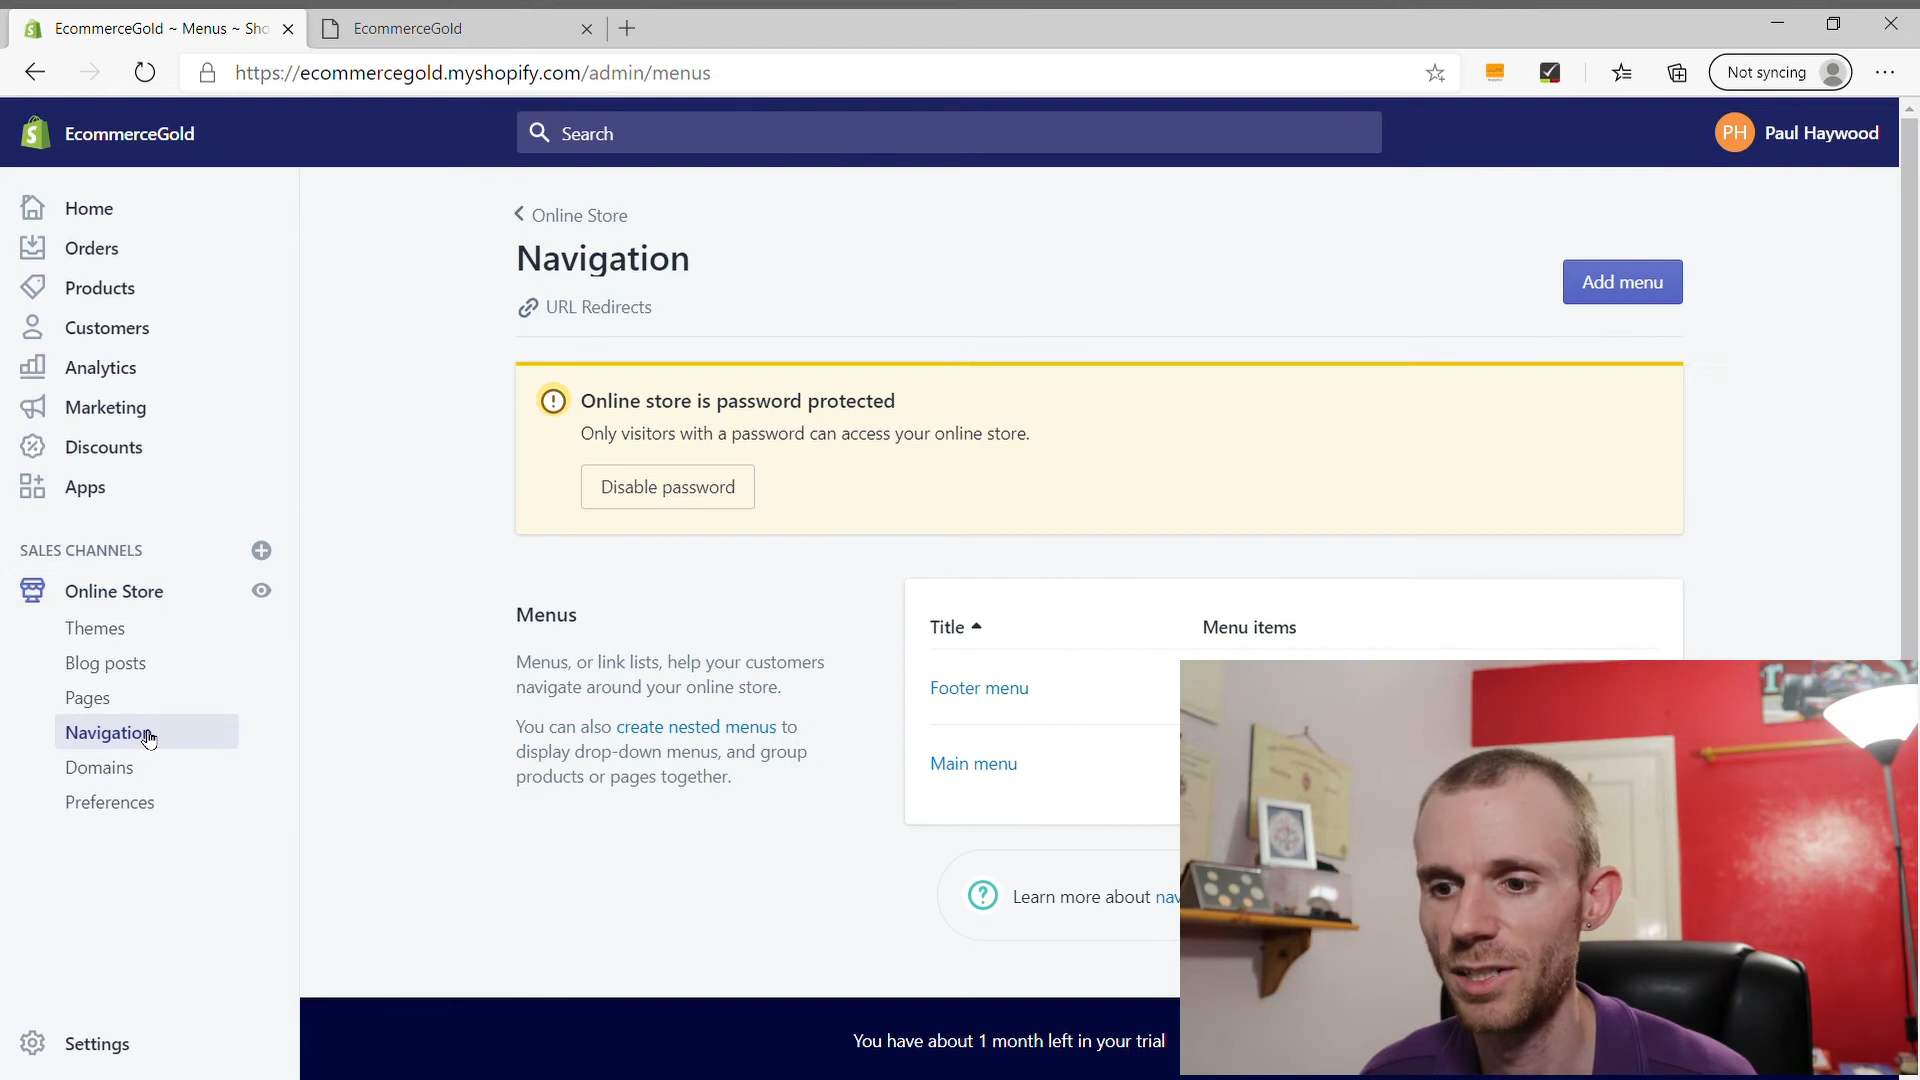 EcommerceGold ~ Menus ~ Sho
EcommerceGold
https://ecommercegold.myshopify.com/admin/menus
Not syncing
EcommerceGold
Search
PH
Paul Haywood
Home
Orders
Products
Customers
Analytics
Marketing
Discounts
Apps
SALES CHANNELS
Online Store
Themes
Blog posts
Pages
Navigation
Domains
Preferences
Settings
Online Store
Navigation
URL Redirects
Add menu
Online store is password protected
Only visitors with a password can access your online store.
Disable password
Menus
Menus, or link lists, help your customers
navigate around your online store.
You can also create nested menus to
display drop-down menus, and group
products or pages together.
Title
Menu items
Footer menu
Main menu
Learn more about nav
You have about 1 month left in your trial